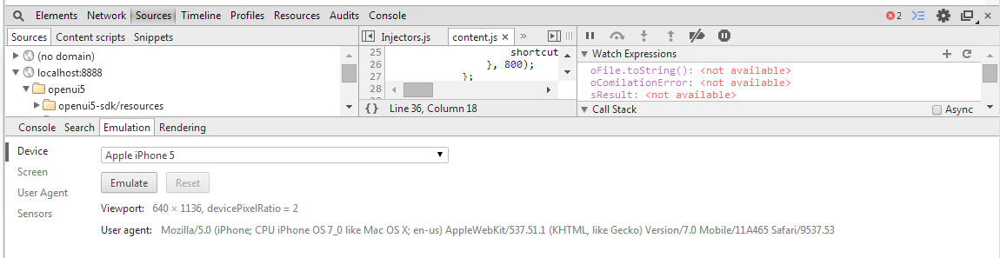 Elements Network Sources Timeline Profiles Resources Audits Console 2
Sources Content scripts Snippets
(no domain)
localhost:8888
openui5
openui5-sdk/resources
Injectors.js content.js × »
25 shortcut
26 }, 800);
27 };
28
{} Line 36, Column 18
Watch Expressions
oFile.toString(): <not available>
oComilationError: <not available>
sResult: <not available>
Call Stack Async
Console Search Emulation Rendering
Device
Screen
User Agent
Sensors
Apple iPhone 5
Emulate Reset
Viewport: 640 × 1136, devicePixelRatio = 2
User agent: Mozilla/5.0 (iPhone; CPU iPhone OS 7_0 like Mac OS X; en-us) AppleWebKit/537.51.1 (KHTML, like Gecko) Version/7.0 Mobile/11A465 Safari/9537.53